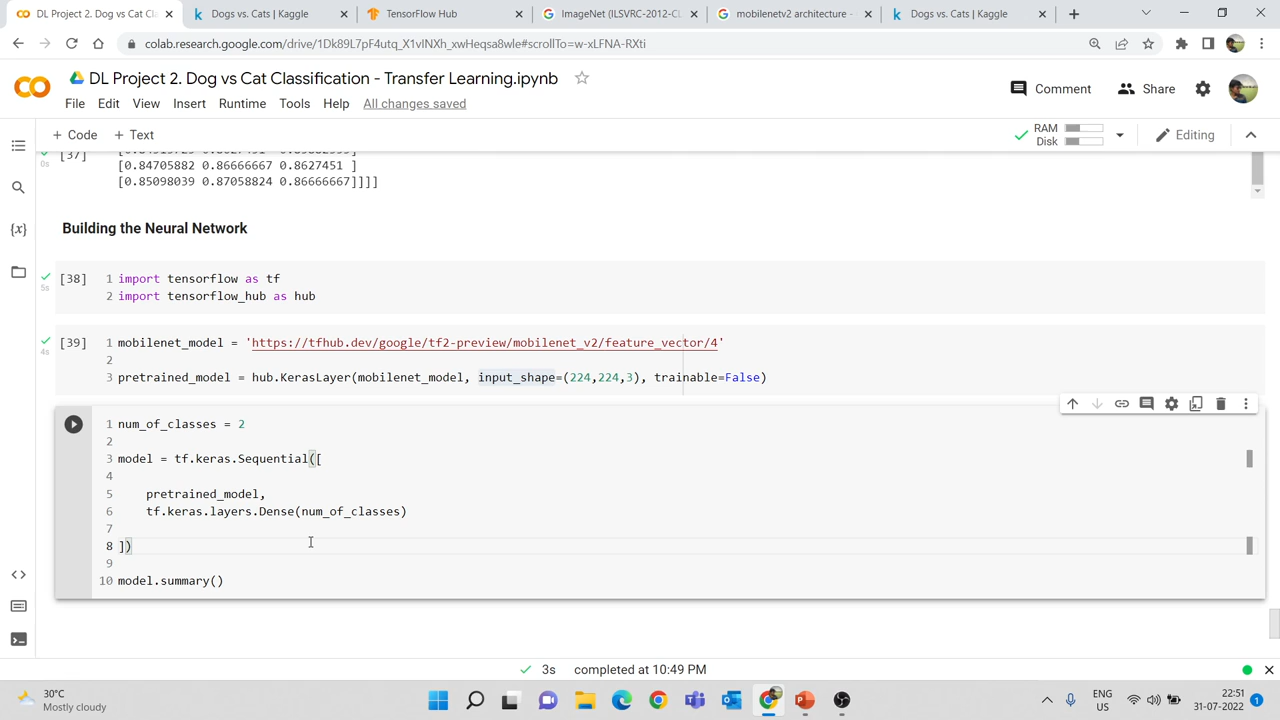 DL Project 2. Dog vs Cat Cl
Dogs vs. Cats | Kaggle
TensorFlow Hub
ImageNet (ILSVRC-2012-CL
mobilenetv2 architecture -
Dogs vs. Cats | Kaggle
colab.research.google.com/drive/1Dk89L7pF4utq_X1vINXh_xwHeqsa8wle#scrollTo=w-xLFNA-RXti
DL Project 2. Dog vs Cat Classification - Transfer Learning.ipynb
Comment
Share
File Edit View Insert Runtime Tools Help All changes saved
+ Code + Text
RAM
Disk
Editing
[37]
0s
[0.84705882 0.86666667 0.8627451 ]
[0.85098039 0.87058824 0.86666667]]]]
Building the Neural Network
[38]
5s
1 import tensorflow as tf
2 import tensorflow_hub as hub
[39]
4s
1 mobilenet_model = 'https://tfhub.dev/google/tf2-preview/mobilenet_v2/feature_vector/4'
2
3 pretrained_model = hub.KerasLayer(mobilenet_model, input_shape=(224,224,3), trainable=False)
1 num_of_classes = 2
2
3 model = tf.keras.Sequential([
4
5 pretrained_model,
6 tf.keras.layers.Dense(num_of_classes)
7
8 ])
9
10 model.summary()
3s completed at 10:49 PM
30°C
Mostly cloudy
ENG
US
22:51
31-07-2022
1